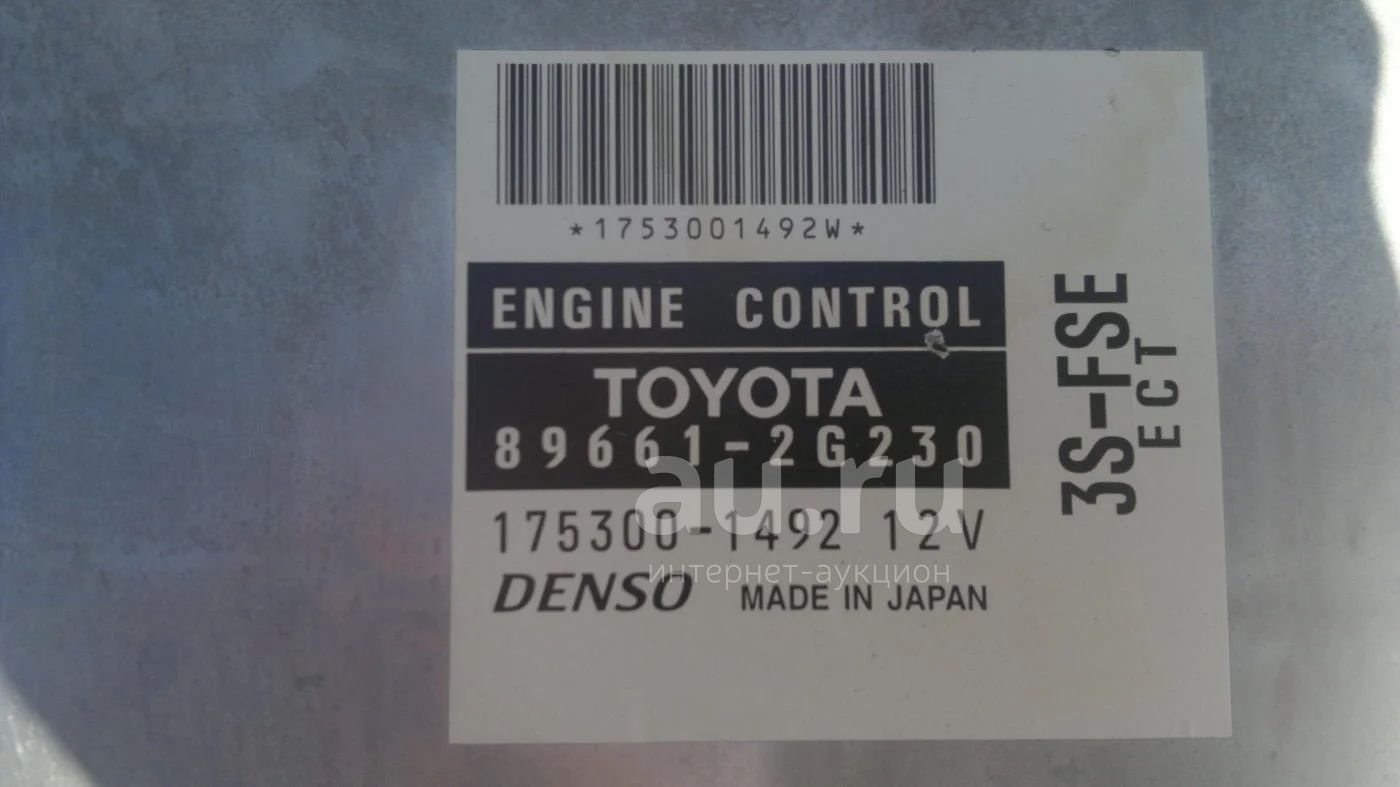 *1753001492W*
ENGINE CONTROL
TOYOTA
89661-2G230
175300-1492 12V
DENSO MADE IN JAPAN
3S-FSE
ECT
au.ru
интернет-аукцион